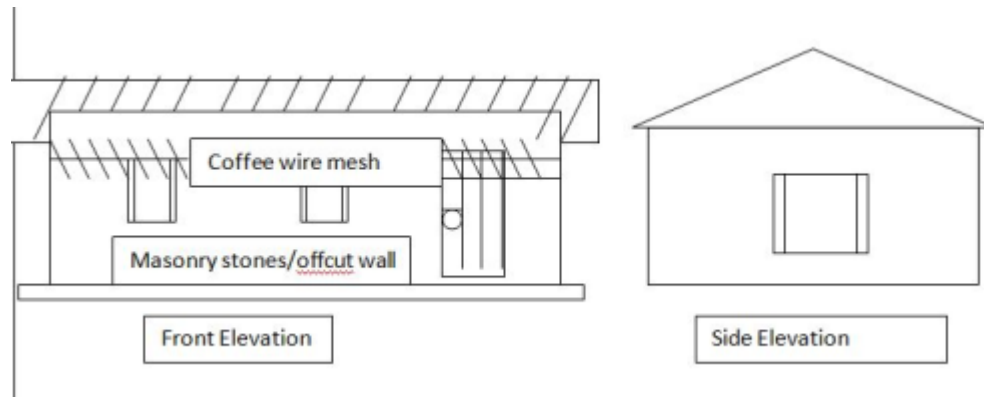 Coffee wire mesh
Masonry stones/offcut wall
Front Elevation
Side Elevation